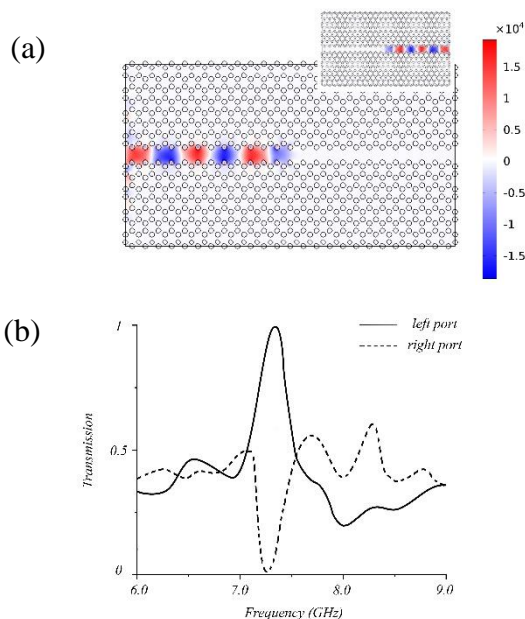 (a)
×10⁴
1.5
1
0.5
0
-0.5
-1
-1.5
(b)
1
left port
right port
Transmission
0.5
0
6.0 7.0 8.0 9.0
Frequency (GHz)